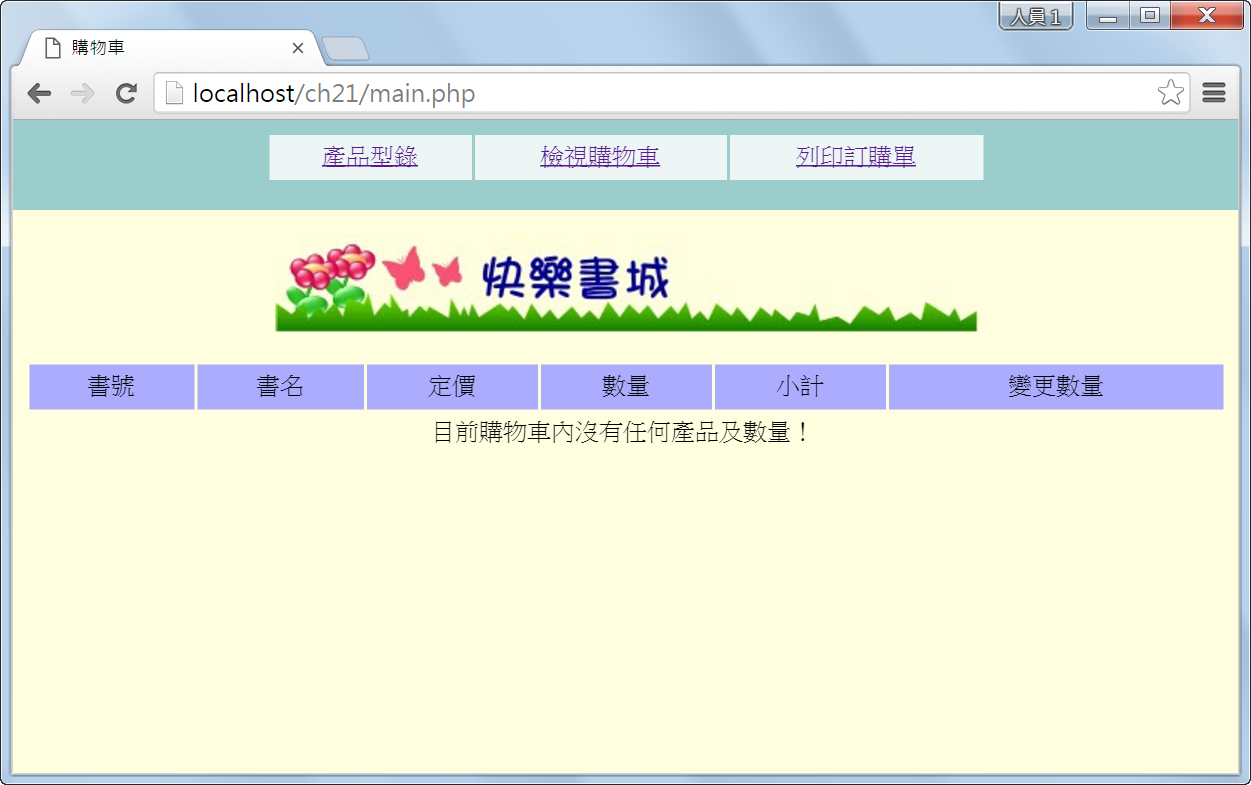 人員 1
購物車
localhost/ch21/main.php
產品型錄 檢視購物車 列印訂購單
快樂書城
書號 書名 定價 數量 小計 變更數量
目前購物車內沒有任何產品及數量！